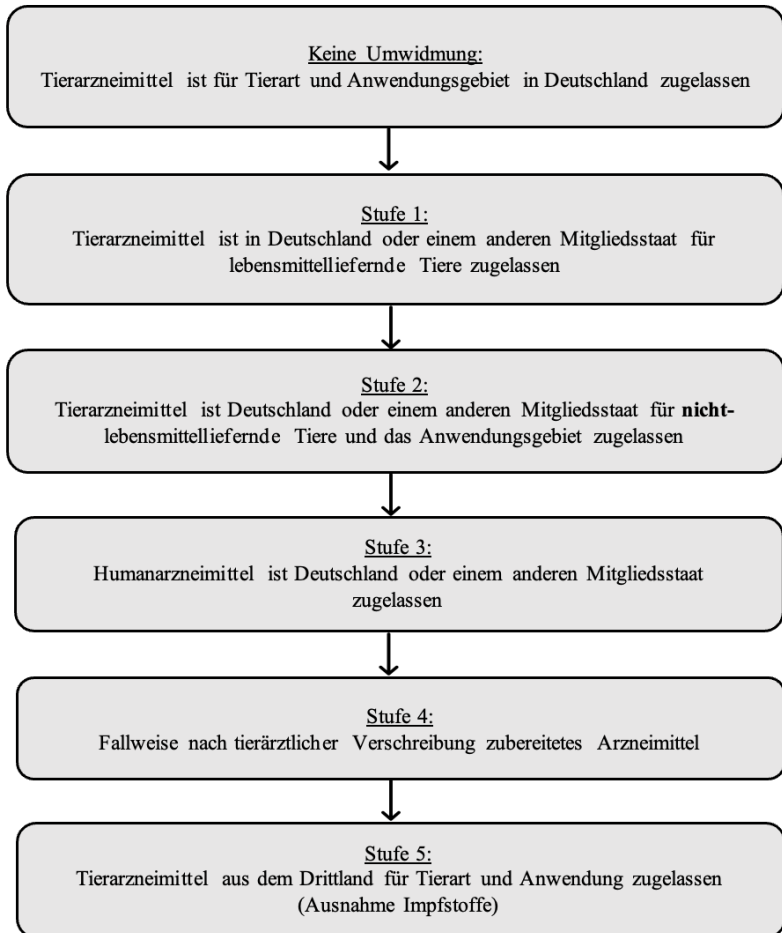 Keine Umwidmung:
Tierarzneimittel ist für Tierart und Anwendungsgebiet in Deutschland zugelassen
Stufe 1:
Tierarzneimittel ist in Deutschland oder einem anderen Mitgliedsstaat für
lebensmittelliefernde Tiere zugelassen
Stufe 2:
Tierarzneimittel ist Deutschland oder einem anderen Mitgliedsstaat für nicht-
lebensmittelliefernde Tiere und das Anwendungsgebiet zugelassen
Stufe 3:
Humanarzneimittel ist Deutschland oder einem anderen Mitgliedsstaat
zugelassen
Stufe 4:
Fallweise nach tierärztlicher Verschreibung zubereitetes Arzneimittel
Stufe 5:
Tierarzneimittel aus dem Drittland für Tierart und Anwendung zugelassen
(Ausnahme Impfstoffe)